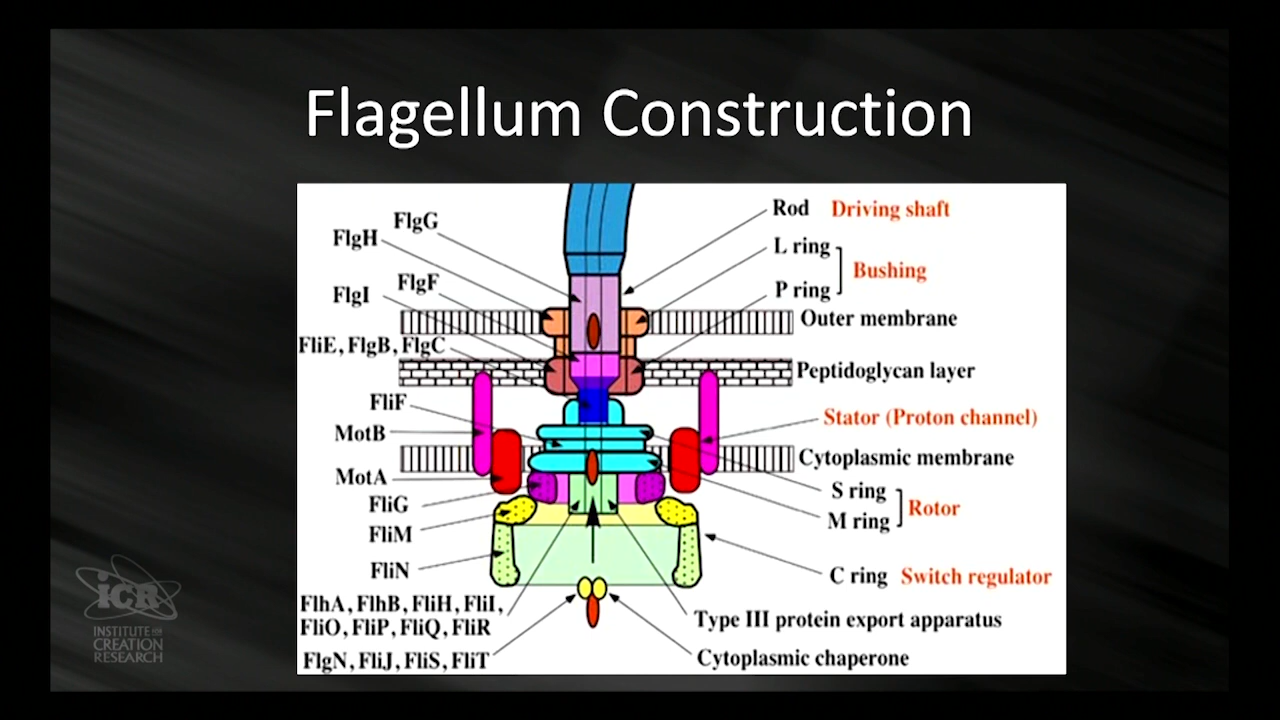 Flagellum Construction
FlgG
FlgH
FlgF
FlgI
FliE, FlgB, FlgC
FliF
MotB
MotA
FliG
FliM
FliN
FlhA, FlhB, FliH, FliI,
FliO, FliP, FliQ, FliR
FlgN, FliJ, FliS, FliT
Rod Driving shaft
L ring
Bushing
P ring
Outer membrane
Peptidoglycan layer
Stator (Proton channel)
Cytoplasmic membrane
S ring
Rotor
M ring
C ring Switch regulator
Type III protein export apparatus
Cytoplasmic chaperone
iCR
INSTITUTE for
CREATION
RESEARCH